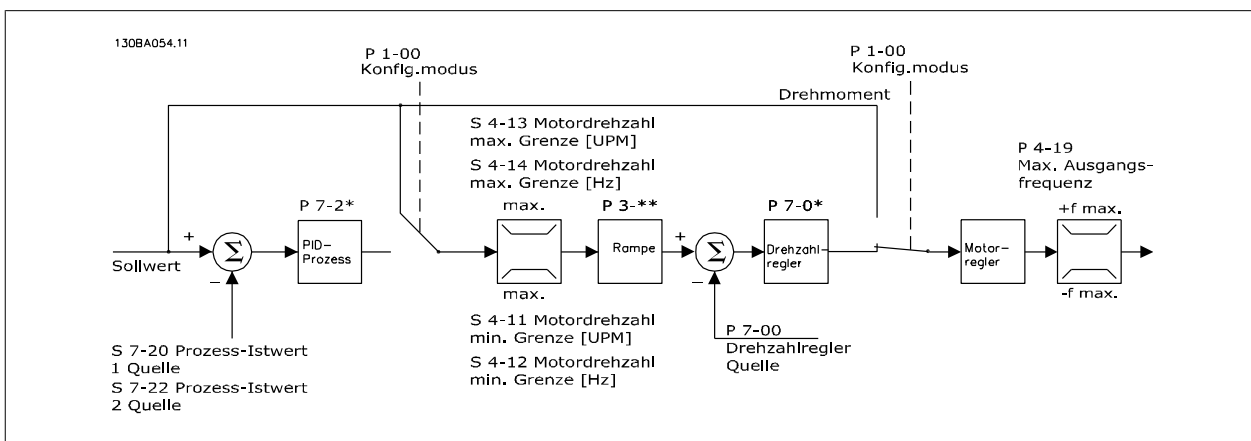 130BA054.11
P 1-00
Konfig.modus
P 1-00
Konfig.modus
Drehmoment
S 4-13 Motordrehzahl
max. Grenze [UPM]
S 4-14 Motordrehzahl
max. Grenze [Hz]
P 4-19
Max. Ausgangs-
frequenz
P 7-2*
max.
P 3-**
P 7-0*
+f max.
+
Σ
PID-
Prozess
Rampe
+
Σ
Drehzahl-
regler
Motor-
regler
Sollwert
–
max.
–
-f max.
S 4-11 Motordrehzahl
min. Grenze [UPM]
S 4-12 Motordrehzahl
min. Grenze [Hz]
P 7-00
Drehzahlregler
Quelle
S 7-20 Prozess-Istwert
1 Quelle
S 7-22 Prozess-Istwert
2 Quelle